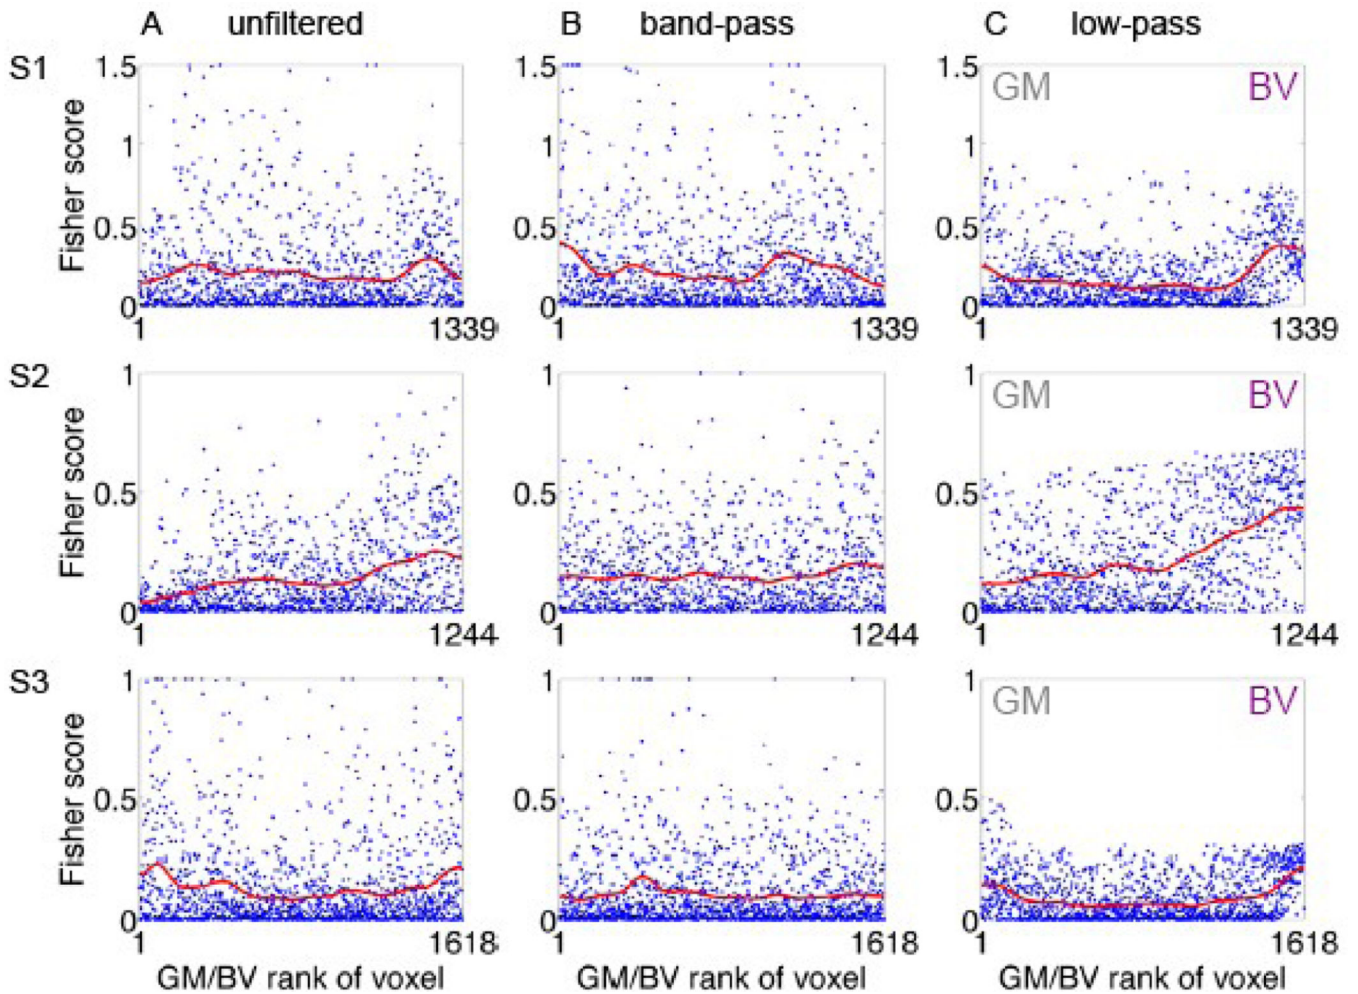 A unfiltered B band-pass C low-pass
S1 1.5 1.5 1.5 GM BV
Fisher score
1 1 1
0.5 0.5 0.5
0 0 0
1 1339 1 1339 1 1339
S2 1 1 1 GM BV
Fisher score
0.5 0.5 0.5
0 0 0
1 1244 1 1244 1 1244
S3 1 1 1 GM BV
Fisher score
0.5 0.5 0.5
0 0 0
1 1618 1 1618 1 1618
GM/BV rank of voxel GM/BV rank of voxel GM/BV rank of voxel